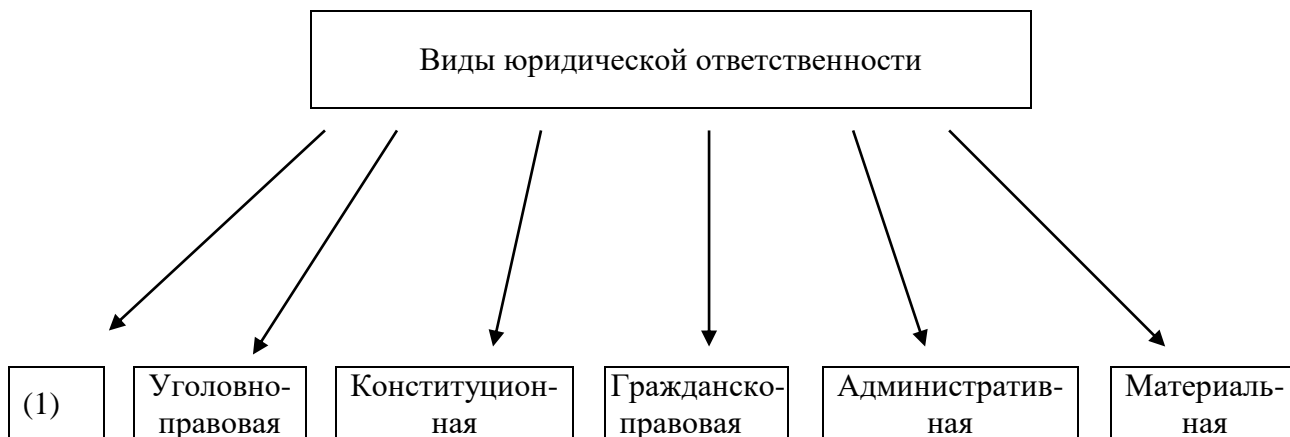 Виды юридической ответственности
(1)
Уголовно-
правовая
Конституцион-
ная
Гражданско-
правовая
Административ-
ная
Материаль-
ная